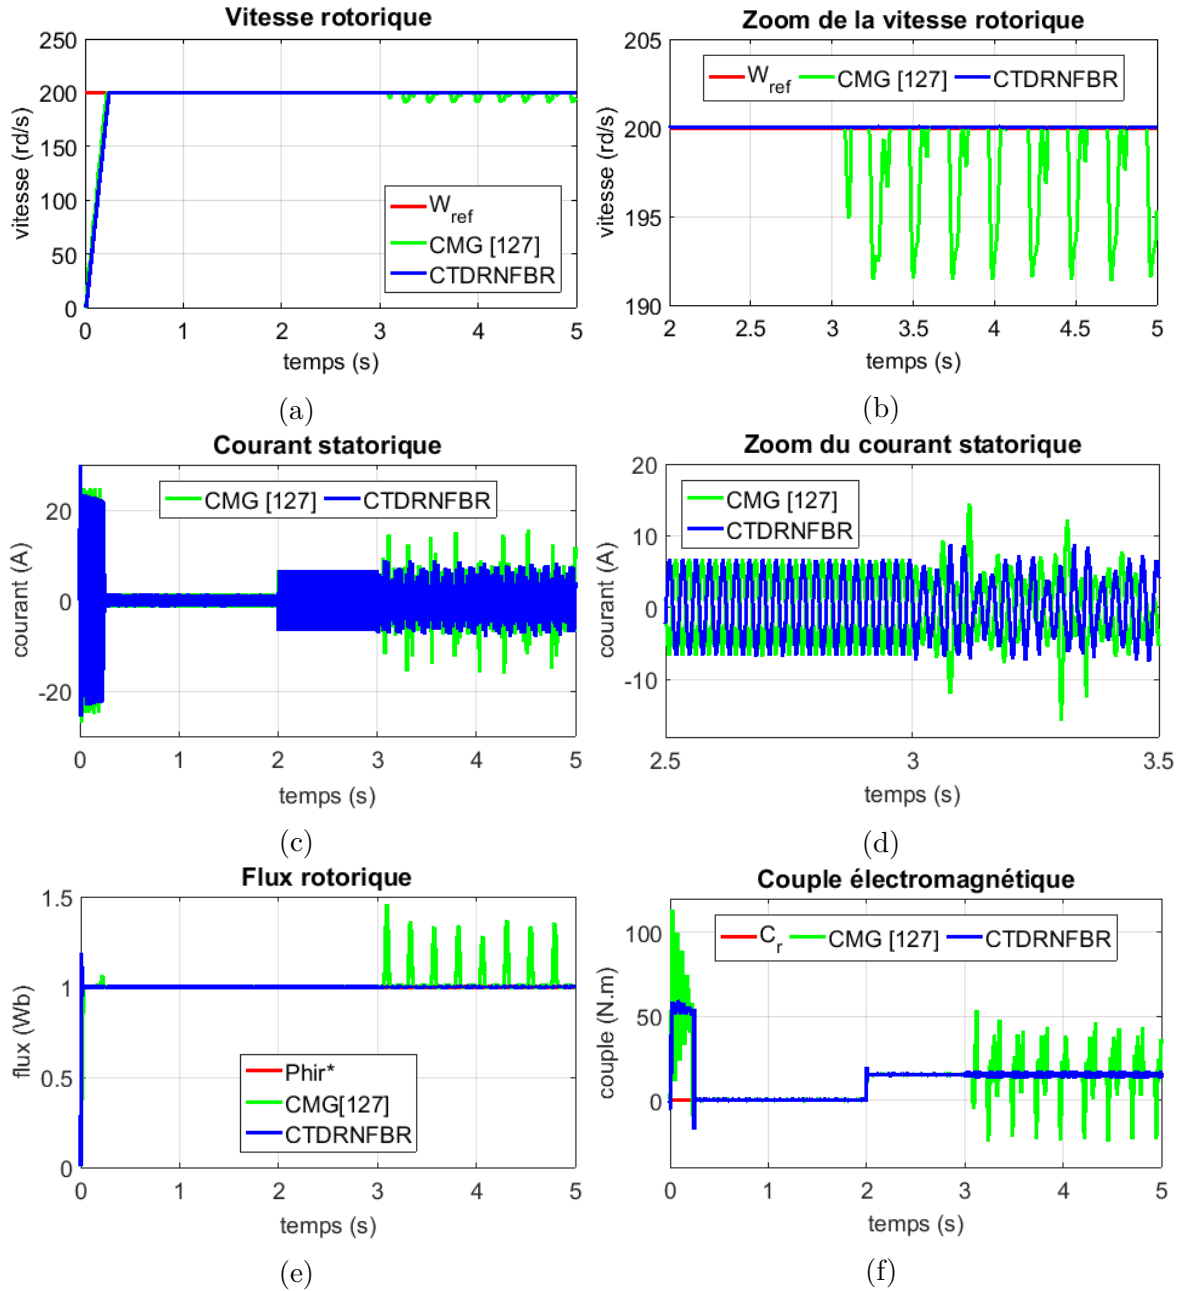 Vitesse rotorique
250
200
150
100
50
0
vitesse (rd/s)
W_ref
CMG [127]
CTDRNFBR
0 1 2 3 4 5
temps (s)
(a)
Zoom de la vitesse rotorique
205
200
195
190
vitesse (rd/s)
W_ref CMG [127] CTDRNFBR
2 2.5 3 3.5 4 4.5 5
temps (s)
(b)
Courant statorique
20
0
-20
courant (A)
CMG [127] CTDRNFBR
0 1 2 3 4 5
temps (s)
(c)
Zoom du courant statorique
20
10
0
-10
courant (A)
CMG [127]
CTDRNFBR
2.5 3 3.5
temps (s)
(d)
Flux rotorique
1.5
1
0.5
0
flux (Wb)
Phir*
CMG[127]
CTDRNFBR
0 1 2 3 4 5
temps (s)
(e)
Couple électromagnétique
100
50
0
couple (N.m)
C_r CMG [127] CTDRNFBR
0 1 2 3 4 5
temps (s)
(f)